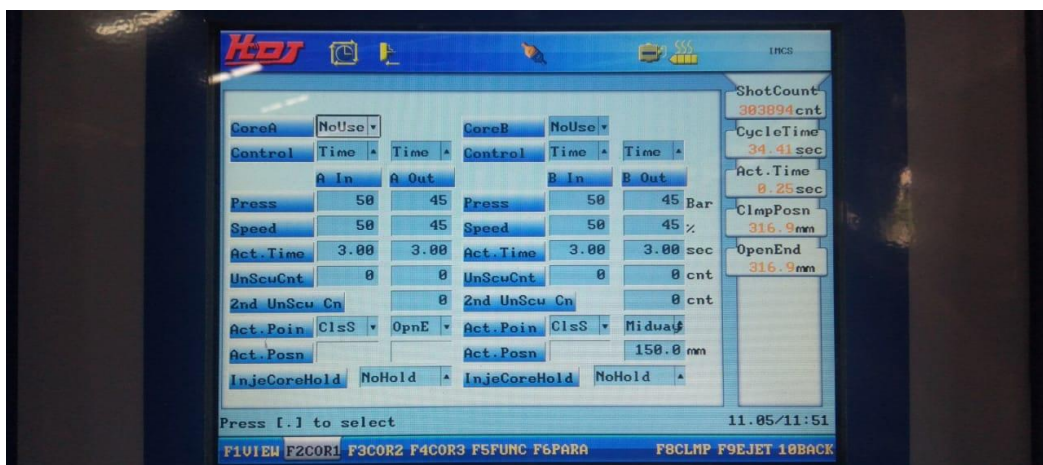 HDJ IMCS
ShotCount
303894cnt
CoreA NoUse CoreB NoUse
CycleTime
Control Time Time Control Time Time
34.41sec
A In A Out B In B Out
Act.Time
0.25sec
Press 50 45 Press 50 45 Bar
ClmpPosn
Speed 50 45 Speed 50 45 %
316.9mm
Act.Time 3.00 3.00 Act.Time 3.00 3.00 sec
OpenEnd
316.9mm
UnScwCnt 0 0 UnScwCnt 0 0 cnt
2nd UnScw Cn 0 2nd UnScw Cn 0 cnt
Act.Poin ClsS OpnE Act.Poin ClsS Midway
Act.Posn Act.Posn 150.0 mm
InjeCoreHold NoHold InjeCoreHold NoHold
Press [.] to select 11.05/11:51
F1VIEW F2COR1 F3COR2 F4COR3 F5FUNC F6PARA F8CLMP F9EJET 10BACK